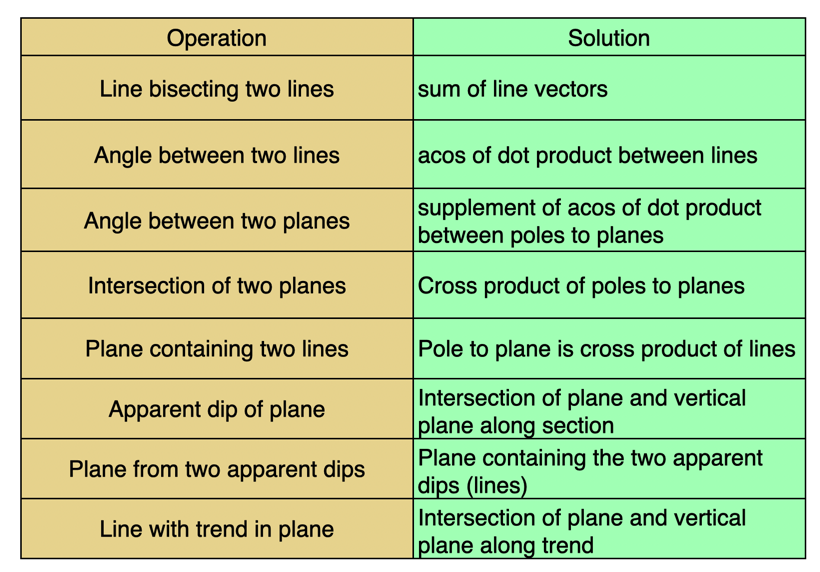 Operation
Solution
Line bisecting two lines
sum of line vectors
Angle between two lines
acos of dot product between lines
Angle between two planes
supplement of acos of dot product
between poles to planes
Intersection of two planes
Cross product of poles to planes
Plane containing two lines
Pole to plane is cross product of lines
Apparent dip of plane
Intersection of plane and vertical
plane along section
Plane from two apparent dips
Plane containing the two apparent
dips (lines)
Line with trend in plane
Intersection of plane and vertical
plane along trend